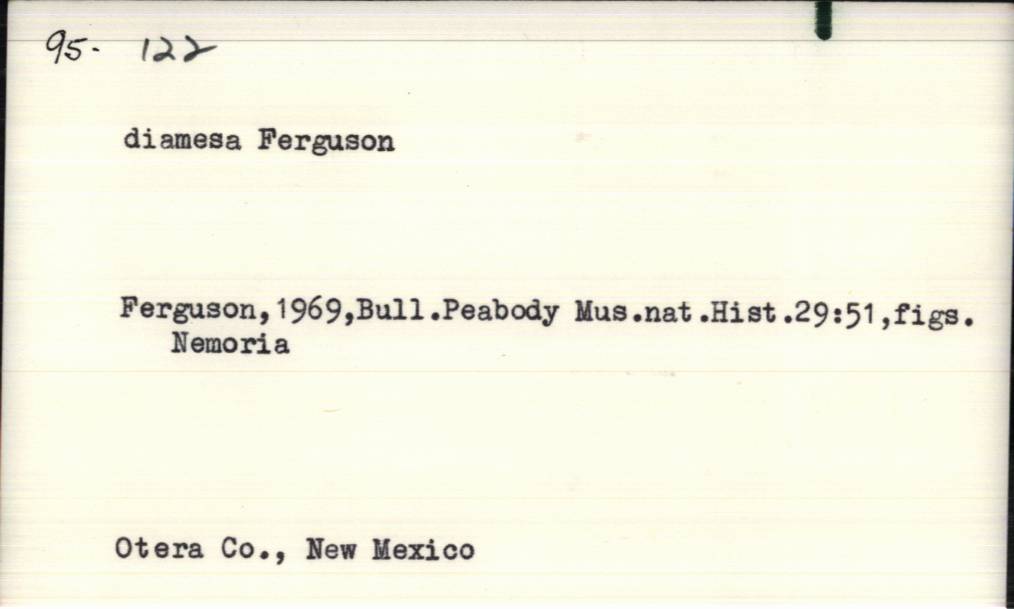 95- 122
diamesa Ferguson
Ferguson,1969,Bull.Peabody Mus.nat.Hist.29:51,figs.
Nemoria
Otera Co., New Mexico